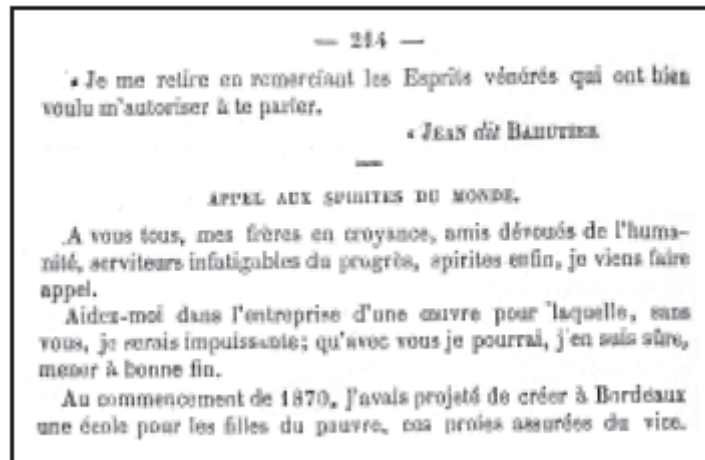 — 214 —
« Je me retire en remerciant les Esprits vénérés qui ont bien
voulu m'autoriser à te parler.
« JEAN dit BAHUTIER
—
APPEL AUX SPIRITES DU MONDE.
A vous tous, mes frères en croyance, amis dévoués de l'huma-
nité, serviteurs infatigables du progrès, spirites enfin, je viens faire
appel.
Aidez-moi dans l'entreprise d'une œuvre pour laquelle, sans
vous, je serais impuissante; qu'avec vous je pourrai, j'en suis sûre,
mener à bonne fin.
Au commencement de 1870, j'avais projeté de créer à Bordeaux
une école pour les filles du pauvre, ces proies assurées du vice.